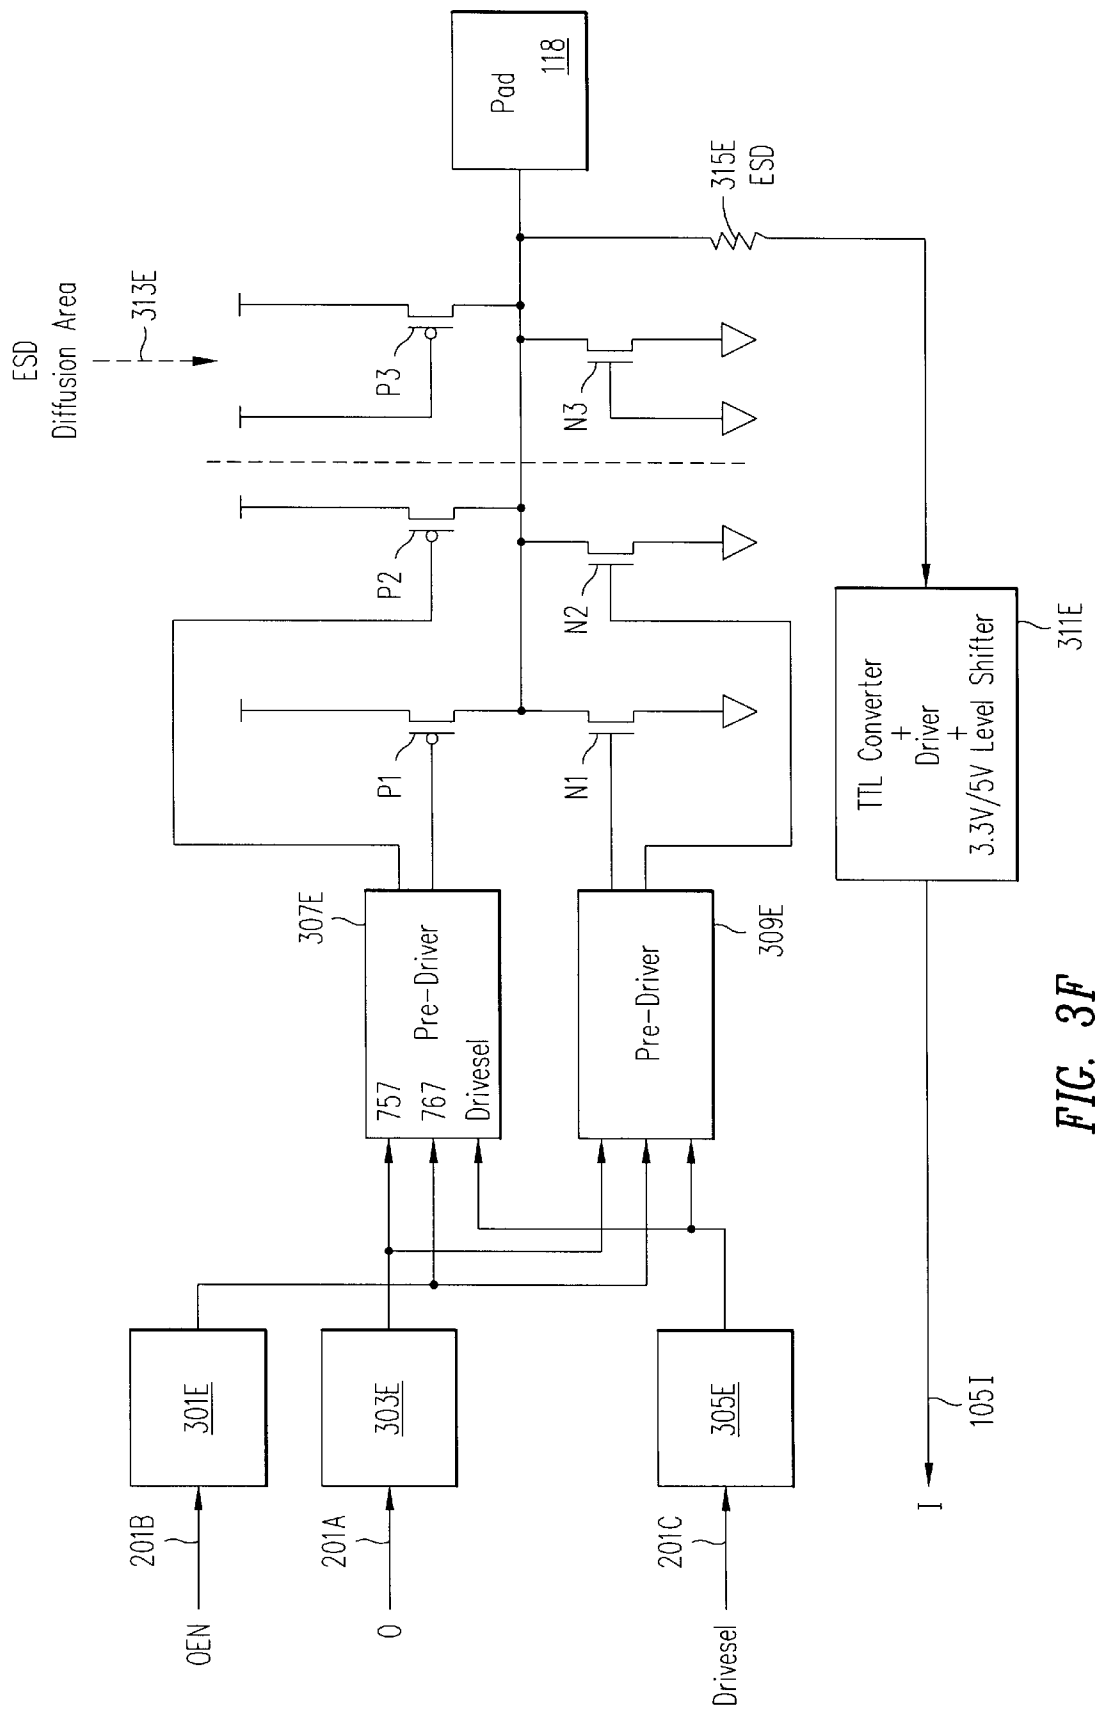 ESD
Diffusion Area
313E
Pad
118
P1
P2
P3
N1
N2
N3
315E
ESD
307E
757
767
Drivesel
Pre-Driver
309E
Pre-Driver
OEN
201B
301E
O
201A
303E
Drivesel
201C
305E
TTL Converter
+
Driver
+
3.3V/5V Level Shifter
311E
I
105I
FIG. 3F